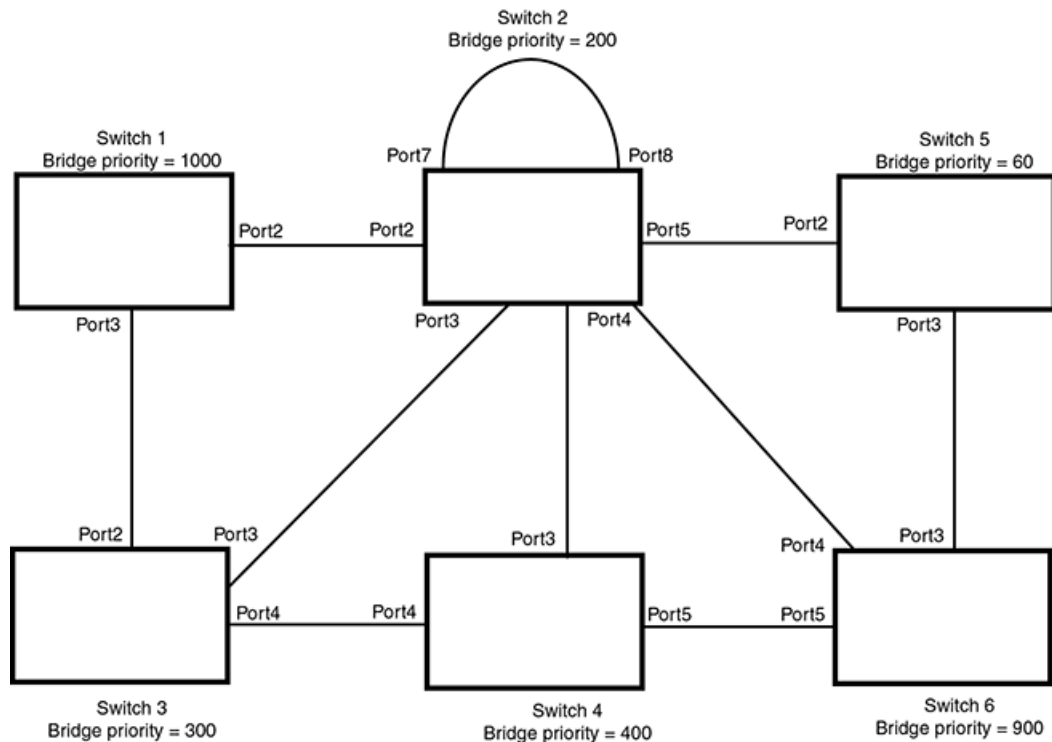 Switch 2
Bridge priority = 200
Switch 1
Bridge priority = 1000
Port7
Port8
Switch 5
Bridge priority = 60
Port2
Port2
Port5
Port2
Port3
Port3
Port4
Port3
Port2
Port3
Port3
Port4
Port3
Port4
Port4
Port5
Port5
Switch 3
Bridge priority = 300
Switch 4
Bridge priority = 400
Switch 6
Bridge priority = 900